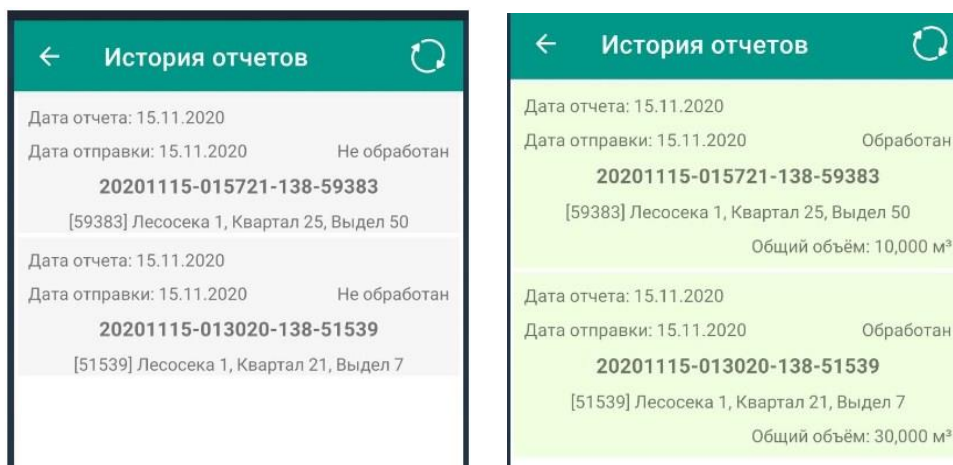 История отчетов
Дата отчета: 15.11.2020
Дата отправки: 15.11.2020 Не обработан
20201115-015721-138-59383
[59383] Лесосека 1, Квартал 25, Выдел 50
Дата отчета: 15.11.2020
Дата отправки: 15.11.2020 Не обработан
20201115-013020-138-51539
[51539] Лесосека 1, Квартал 21, Выдел 7
История отчетов
Дата отчета: 15.11.2020
Дата отправки: 15.11.2020 Обработан
20201115-015721-138-59383
[59383] Лесосека 1, Квартал 25, Выдел 50
Общий объём: 10,000 м³
Дата отчета: 15.11.2020
Дата отправки: 15.11.2020 Обработан
20201115-013020-138-51539
[51539] Лесосека 1, Квартал 21, Выдел 7
Общий объём: 30,000 м³